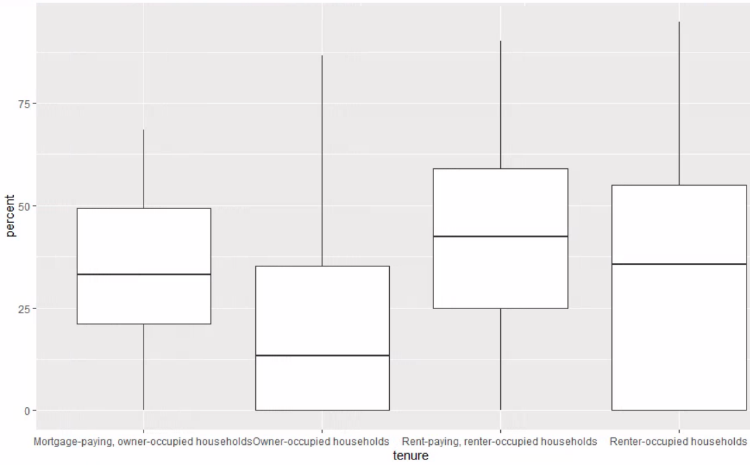 75
50
percent
25
0
Mortgage-paying, owner-occupied households Owner-occupied households Rent-paying, renter-occupied households Renter-occupied households
tenure